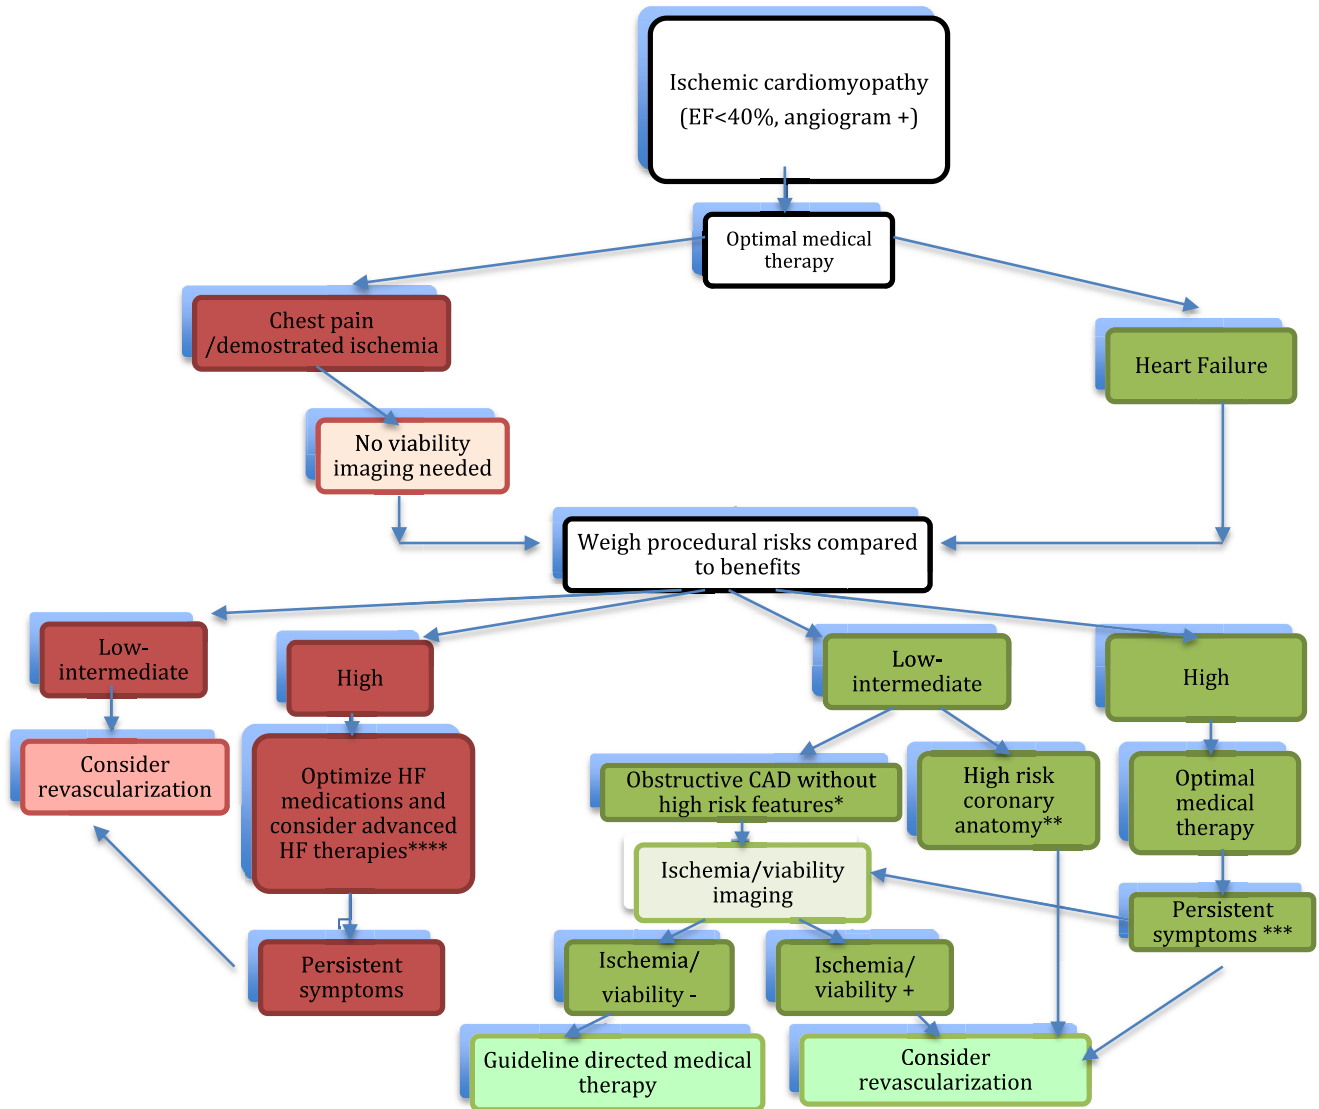 Ischemic cardiomyopathy
(EF<40%, angiogram +)
Optimal medical
therapy
Chest pain
/demostrated ischemia
Heart Failure
No viability
imaging needed
Weigh procedural risks compared
to benefits
Low-
intermediate
High
Low-
intermediate
High
Consider
revascularization
Optimize HF
medications and
consider advanced
HF therapies****
Obstructive CAD without
high risk features*
High risk
coronary
anatomy**
Optimal
medical
therapy
Ischemia/viability
imaging
Persistent
symptoms ***
Persistent
symptoms
Ischemia/
viability -
Ischemia/
viability +
Guideline directed medical
therapy
Consider
revascularization